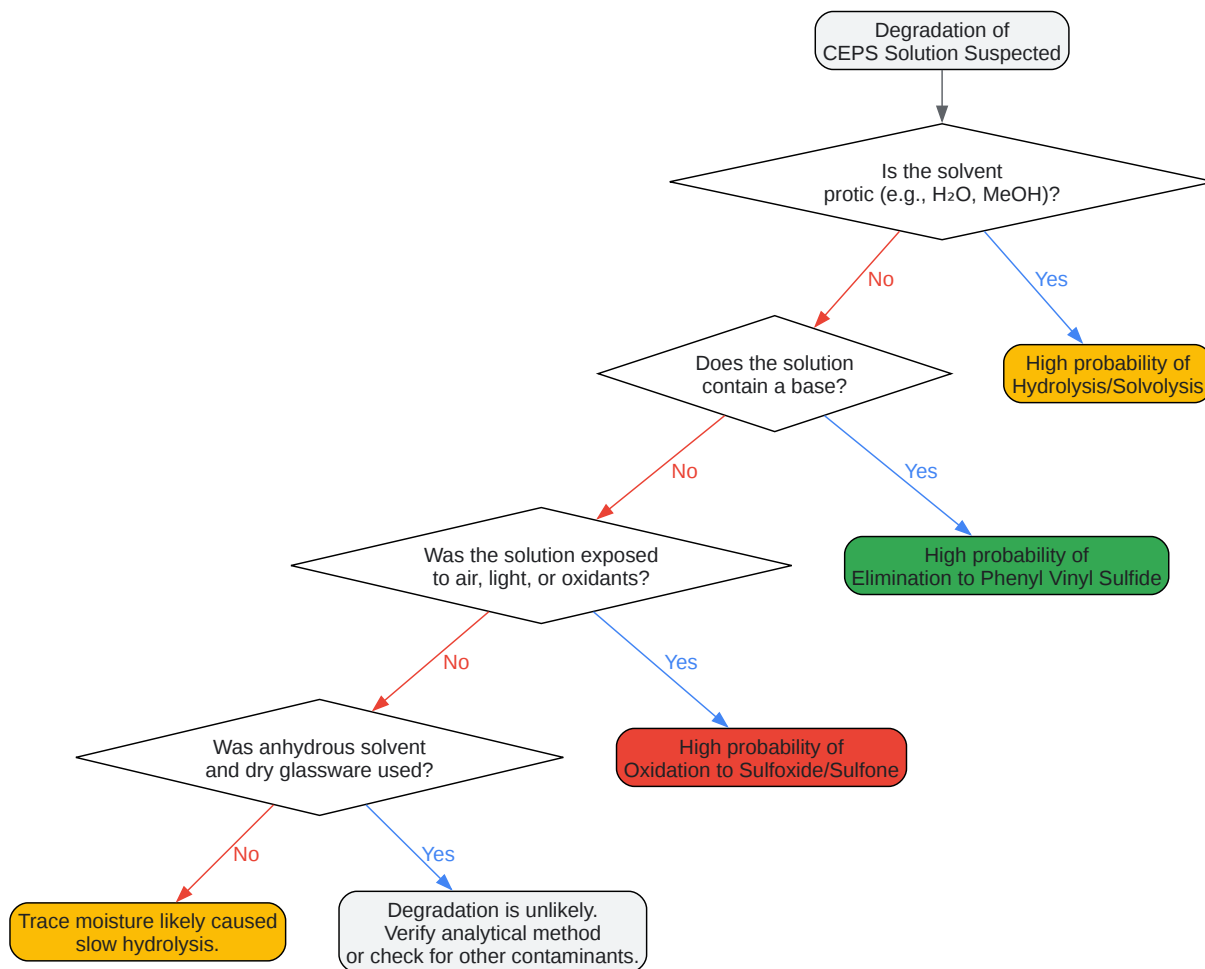 Degradation of
CEPS Solution Suspected
Is the solvent
protic (e.g., H₂O, MeOH)?
No
Yes
Does the solution
contain a base?
High probability of
Hydrolysis/Solvolysis
No
Yes
Was the solution exposed
to air, light, or oxidants?
High probability of
Elimination to Phenyl Vinyl Sulfide
No
Yes
Was anhydrous solvent
and dry glassware used?
High probability of
Oxidation to Sulfoxide/Sulfone
No
Yes
Trace moisture likely caused
slow hydrolysis.
Degradation is unlikely.
Verify analytical method
or check for other contaminants.